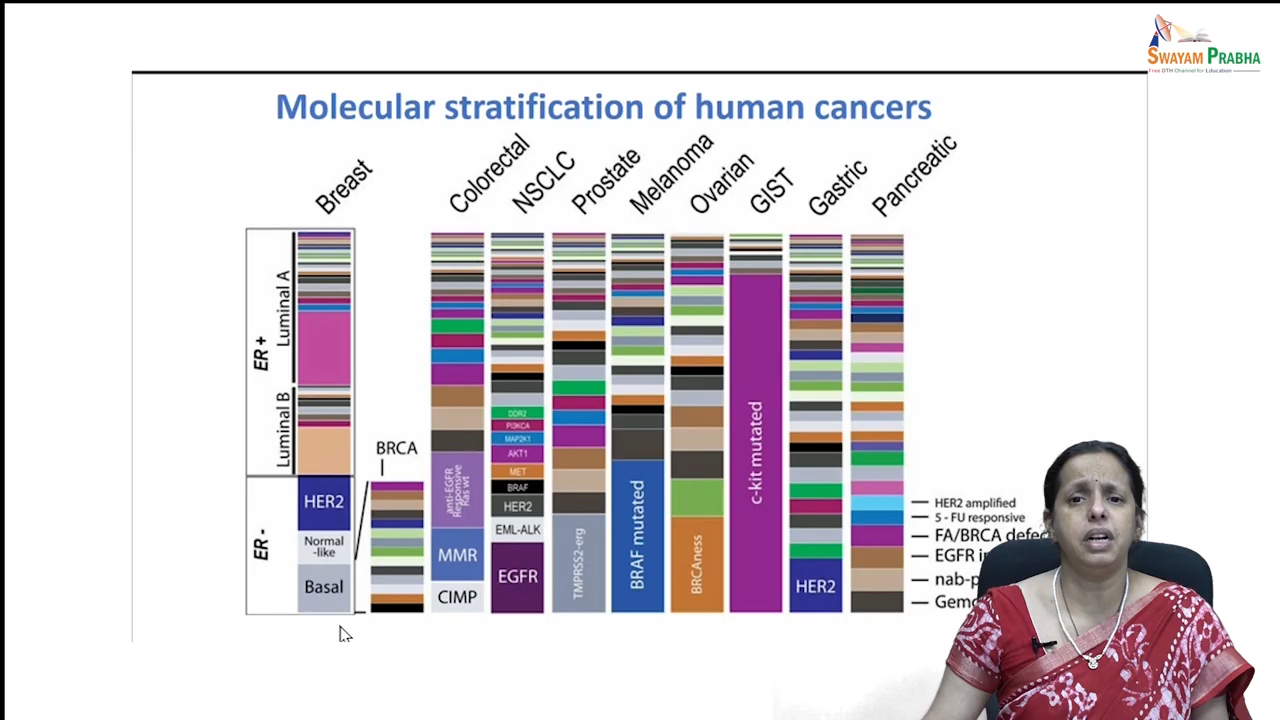 SWAYAM PRABHA
Free DTH Channel for Education
Molecular stratification of human cancers
Breast
Colorectal
NSCLC
Prostate
Melanoma
Ovarian
GIST
Gastric
Pancreatic
ER+
Luminal A
Luminal B
ER -
HER2
Normal
-like
Basal
BRCA
anti-EGFR
Responsive
Ras wt
MMR
CIMP
DDR2
PI3KCA
MAP2K1
AKT1
MET
BRAF
HER2
EML-ALK
EGFR
TMPRSS2-erg
BRAF mutated
BRCAness
c-kit mutated
HER2
HER2 amplified
5 - FU responsive
FA/BRCA
EGFR